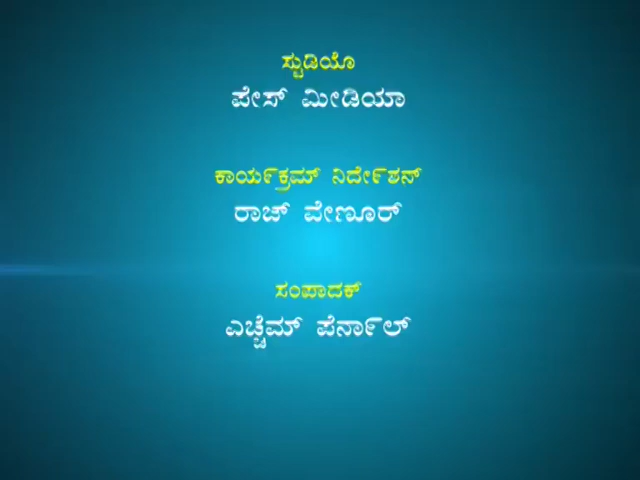 ಸ್ಟುಡಿಯೊ
ಪೇಸ್ ಮೀಡಿಯಾ
ಕಾರ್ಯಕ್ರಮ್ ನಿರ್ದೇಶನ್
ರಾಜ್ ವೇಣೂರ್
ಸಂಪಾದಕ್
ಎಚ್ಚೆಮ್ ಪೆರ್ನಾಲ್